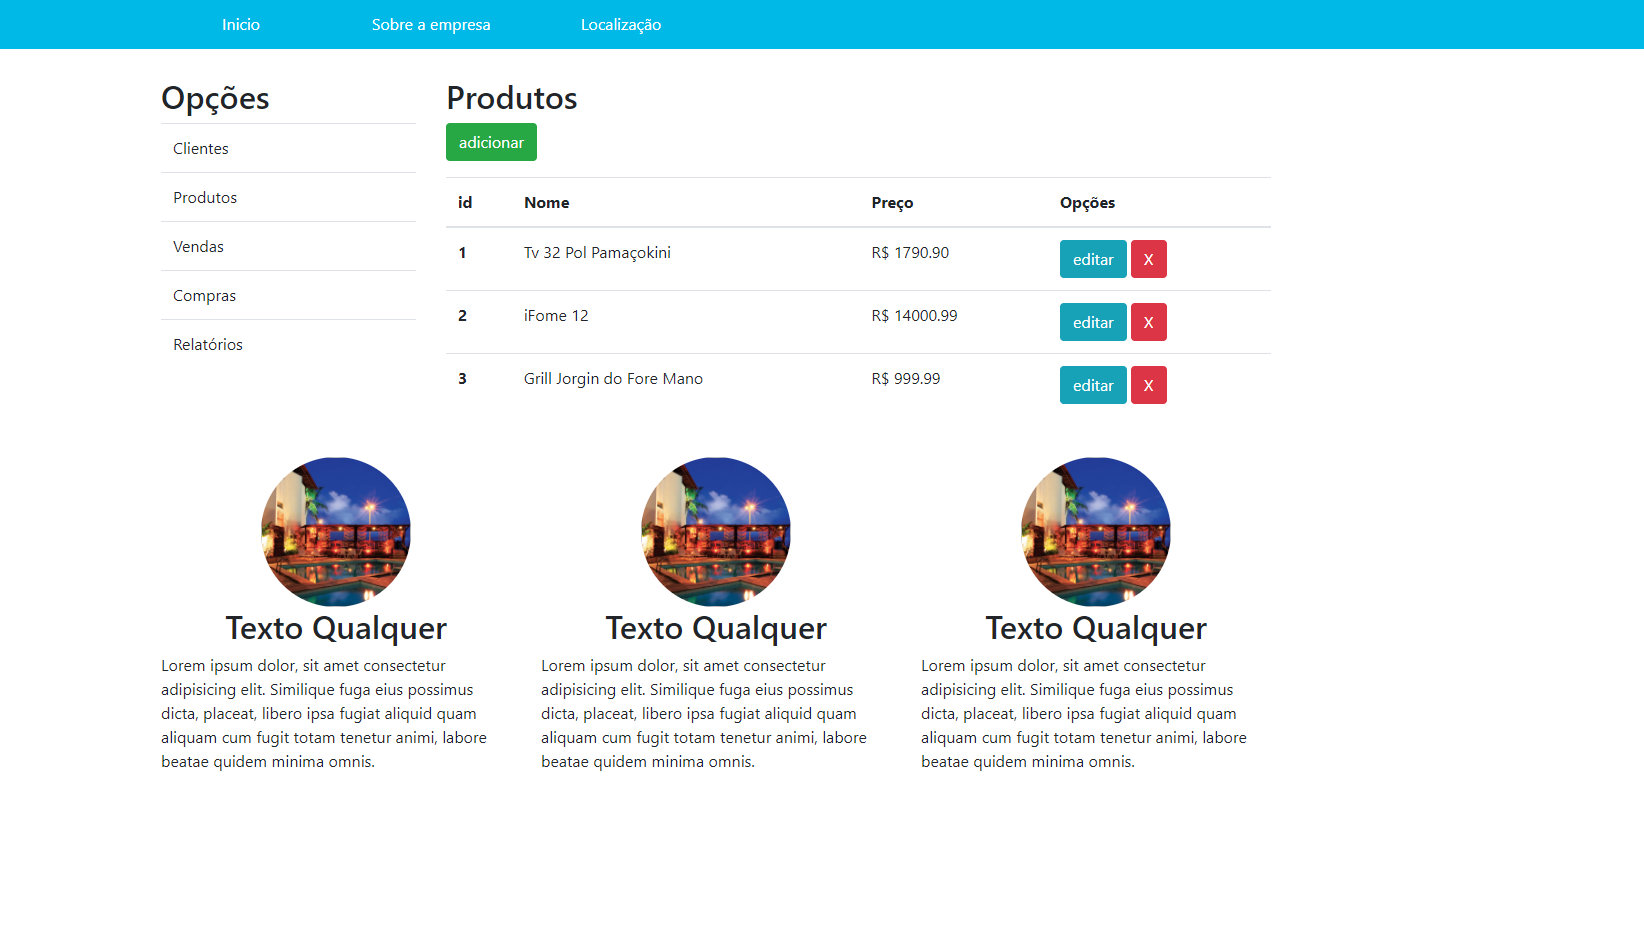 Inicio Sobre a empresa Localização
Opções
Clientes
Produtos
Vendas
Compras
Relatórios
Produtos
adicionar
id Nome Preço Opções
1 Tv 32 Pol Pamaçokini R$ 1790.90 editar X
2 iFome 12 R$ 14000.99 editar X
3 Grill Jorgin do Fore Mano R$ 999.99 editar X
Texto Qualquer
Lorem ipsum dolor, sit amet consectetur
adipisicing elit. Similique fuga eius possimus
dicta, placeat, libero ipsa fugiat aliquid quam
aliquam cum fugit totam tenetur animi, labore
beatae quidem minima omnis.
Texto Qualquer
Lorem ipsum dolor, sit amet consectetur
adipisicing elit. Similique fuga eius possimus
dicta, placeat, libero ipsa fugiat aliquid quam
aliquam cum fugit totam tenetur animi, labore
beatae quidem minima omnis.
Texto Qualquer
Lorem ipsum dolor, sit amet consectetur
adipisicing elit. Similique fuga eius possimus
dicta, placeat, libero ipsa fugiat aliquid quam
aliquam cum fugit totam tenetur animi, labore
beatae quidem minima omnis.